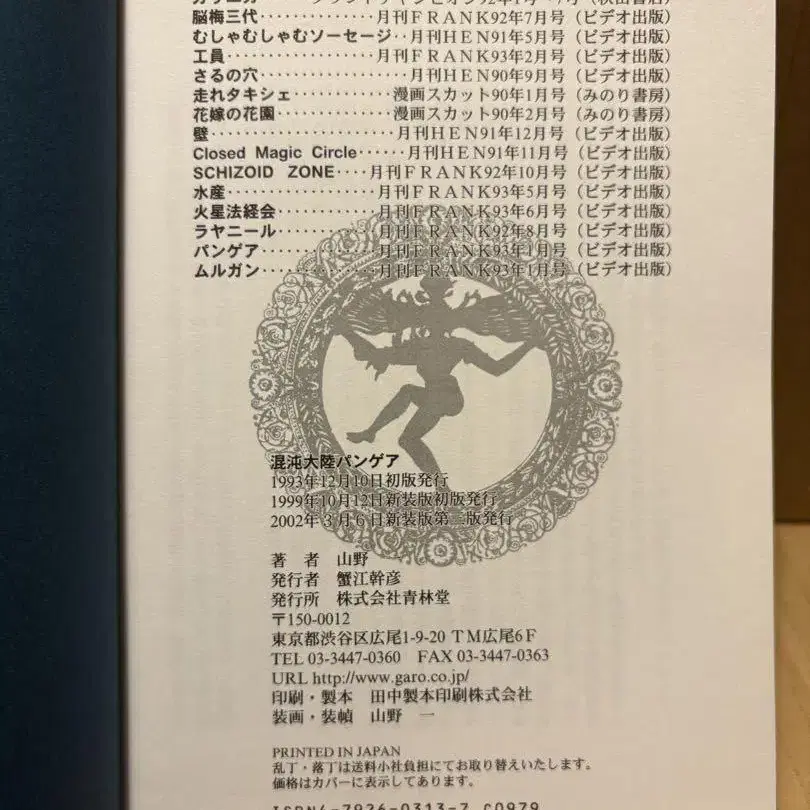 脳梅三代‥‥‥‥‥‥‥月刊FRANK92年7月号（ビデオ出版）
むしゃむしゃむソーセージ‥月刊HEN91年5月号（ビデオ出版）
工員‥‥‥‥‥‥‥‥月刊FRANK93年2月号（ビデオ出版）
さるの穴‥‥‥‥‥‥‥‥月刊HEN90年9月号（ビデオ出版）
走れタキシェ‥‥‥‥‥漫画スカット90年1月号（みのり書房）
花嫁の花園‥‥‥‥‥‥漫画スカット90年2月号（みのり書房）
壁‥‥‥‥‥‥‥‥‥‥月刊HEN91年12月号（ビデオ出版）
Closed Magic Circle‥‥‥月刊HEN91年11月号（ビデオ出版）
SCHIZOID ZONE‥‥月刊FRANK92年10月号（ビデオ出版）
水産‥‥‥‥‥‥‥‥月刊FRANK93年5月号（ビデオ出版）
火星法経会‥‥‥‥‥月刊FRANK93年6月号（ビデオ出版）
ラヤニール‥‥‥‥‥月刊FRANK92年8月号（ビデオ出版）
パンゲア‥‥‥‥‥‥月刊FRANK93年1月号（ビデオ出版）
ムルガン‥‥‥‥‥‥月刊FRANK93年1月号（ビデオ出版）
混沌大陸パンゲア
1993年12月10日初版発行
1999年10月12日新装版初版発行
2002年3月6日新装版第二版発行
著　者　山野
発行者　蟹江幹彦
発行所　株式会社青林堂
〒150-0012
東京都渋谷区広尾1-9-20 TM広尾6F
TEL 03-3447-0360　FAX 03-3447-0363
URL http://www.garo.co.jp/
印刷・製本　田中製本印刷株式会社
装画・装幀　山野　一
PRINTED IN JAPAN
乱丁・落丁は送料小社負担にてお取り替えいたします。
価格はカバーに表示してあります。
ISBN4-7926-0313-7 C0979